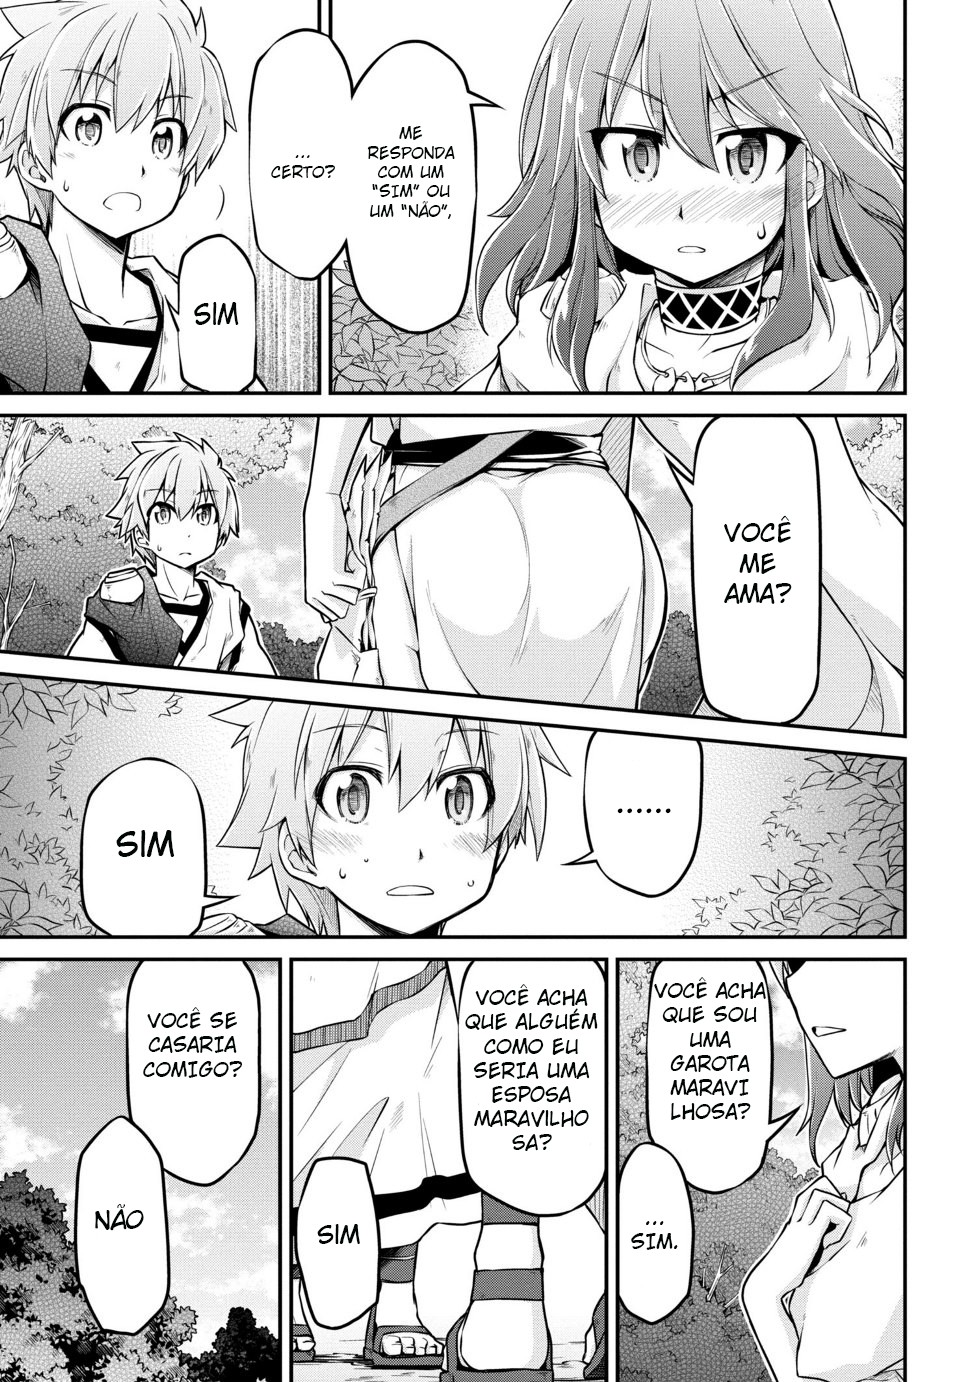 ME
RESPONDA
COM UM
"SIM" OU
UM "NÃO",
...
CERTO?
SIM
VOCÊ
ME
AMA?
......
SIM
VOCÊ ACHA
QUE SOU
UMA
GAROTA
MARAVI
LHOSA?
...
SIM.
VOCÊ ACHA
QUE ALGUÉM
COMO EU
SERIA UMA
ESPOSA
MARAVILHO
SA?
SIM
VOCÊ SE
CASARIA
COMIGO?
NÃO